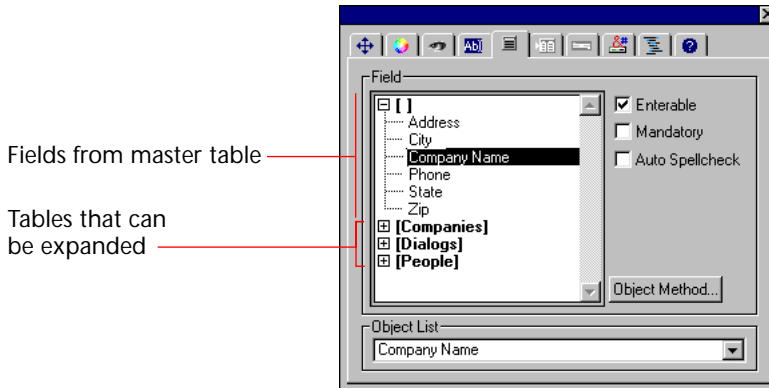 Ab
#
?
Field
[ ]
Address
City
Company Name
Phone
State
Zip
[Companies]
[Dialogs]
[People]
Enterable
Mandatory
Auto Spellcheck
Object Method...
Fields from master table
Tables that can
be expanded
Object List
Company Name